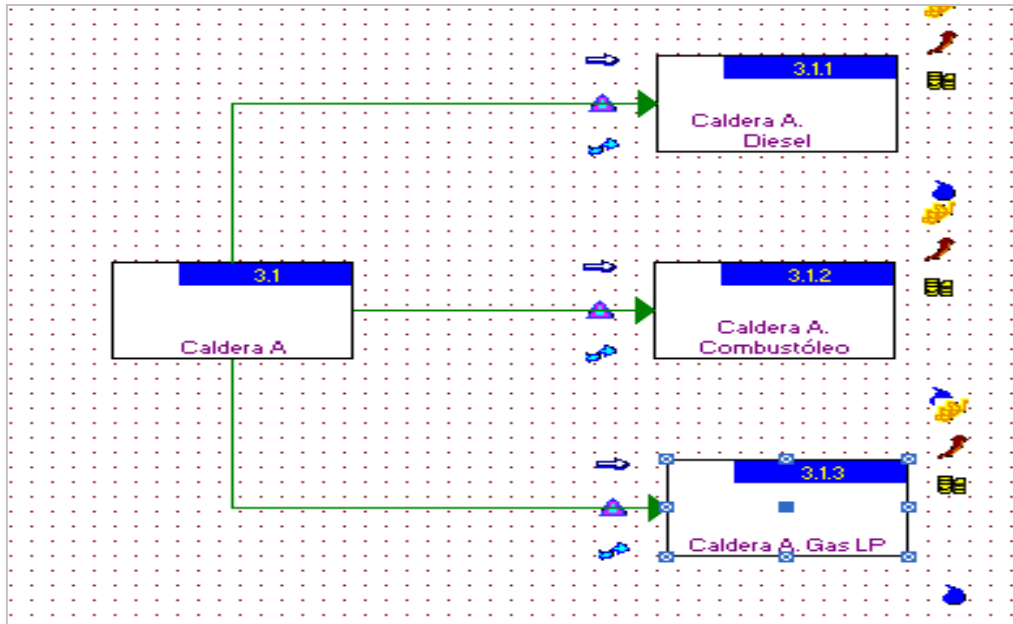 3.1.1
Caldera A.
Diesel
3.1
Caldera A
3.1.2
Caldera A.
Combustóleo
3.1.3
Caldera A. Gas LP